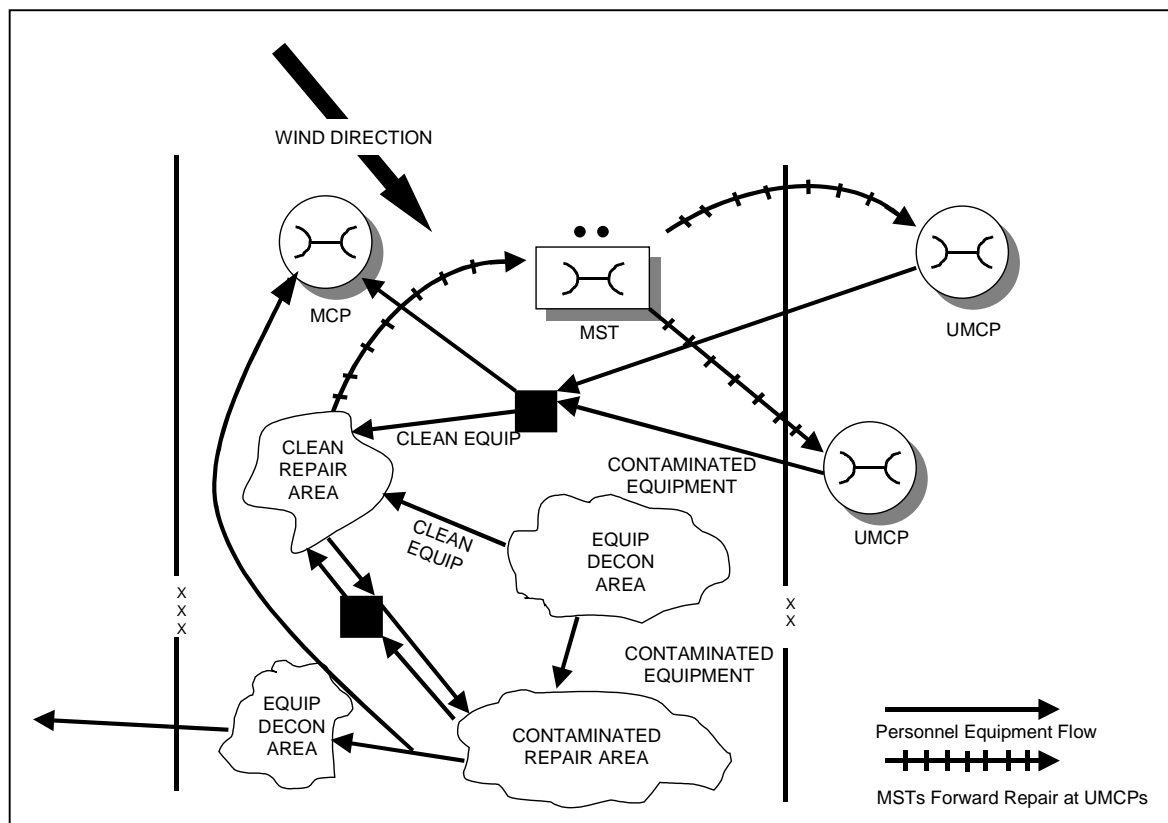 WIND DIRECTION
MCP
MST
UMCP
CLEAN EQUIP
CLEAN
REPAIR
AREA
CONTAMINATED
EQUIPMENT
UMCP
CLEAN
EQUIP
EQUIP
DECON
AREA
X
X
X
X
X
CONTAMINATED
EQUIPMENT
EQUIP
DECON
AREA
CONTAMINATED
REPAIR AREA
Personnel Equipment Flow
MSTs Forward Repair at UMCPs